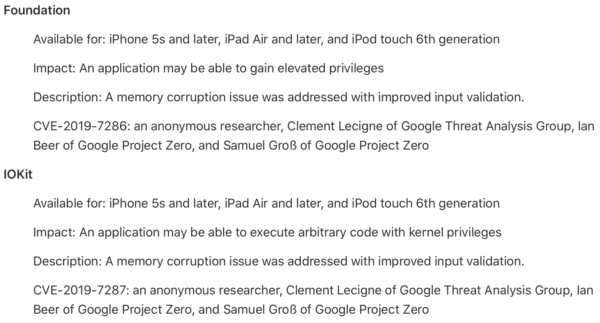 Foundation
Available for: iPhone 5s and later, iPad Air and later, and iPod touch 6th generation
Impact: An application may be able to gain elevated privileges
Description: A memory corruption issue was addressed with improved input validation.
CVE-2019-7286: an anonymous researcher, Clement Lecigne of Google Threat Analysis Group, Ian
Beer of Google Project Zero, and Samuel Groß of Google Project Zero
IOKit
Available for: iPhone 5s and later, iPad Air and later, and iPod touch 6th generation
Impact: An application may be able to execute arbitrary code with kernel privileges
Description: A memory corruption issue was addressed with improved input validation.
CVE-2019-7287: an anonymous researcher, Clement Lecigne of Google Threat Analysis Group, Ian
Beer of Google Project Zero, and Samuel Groß of Google Project Zero